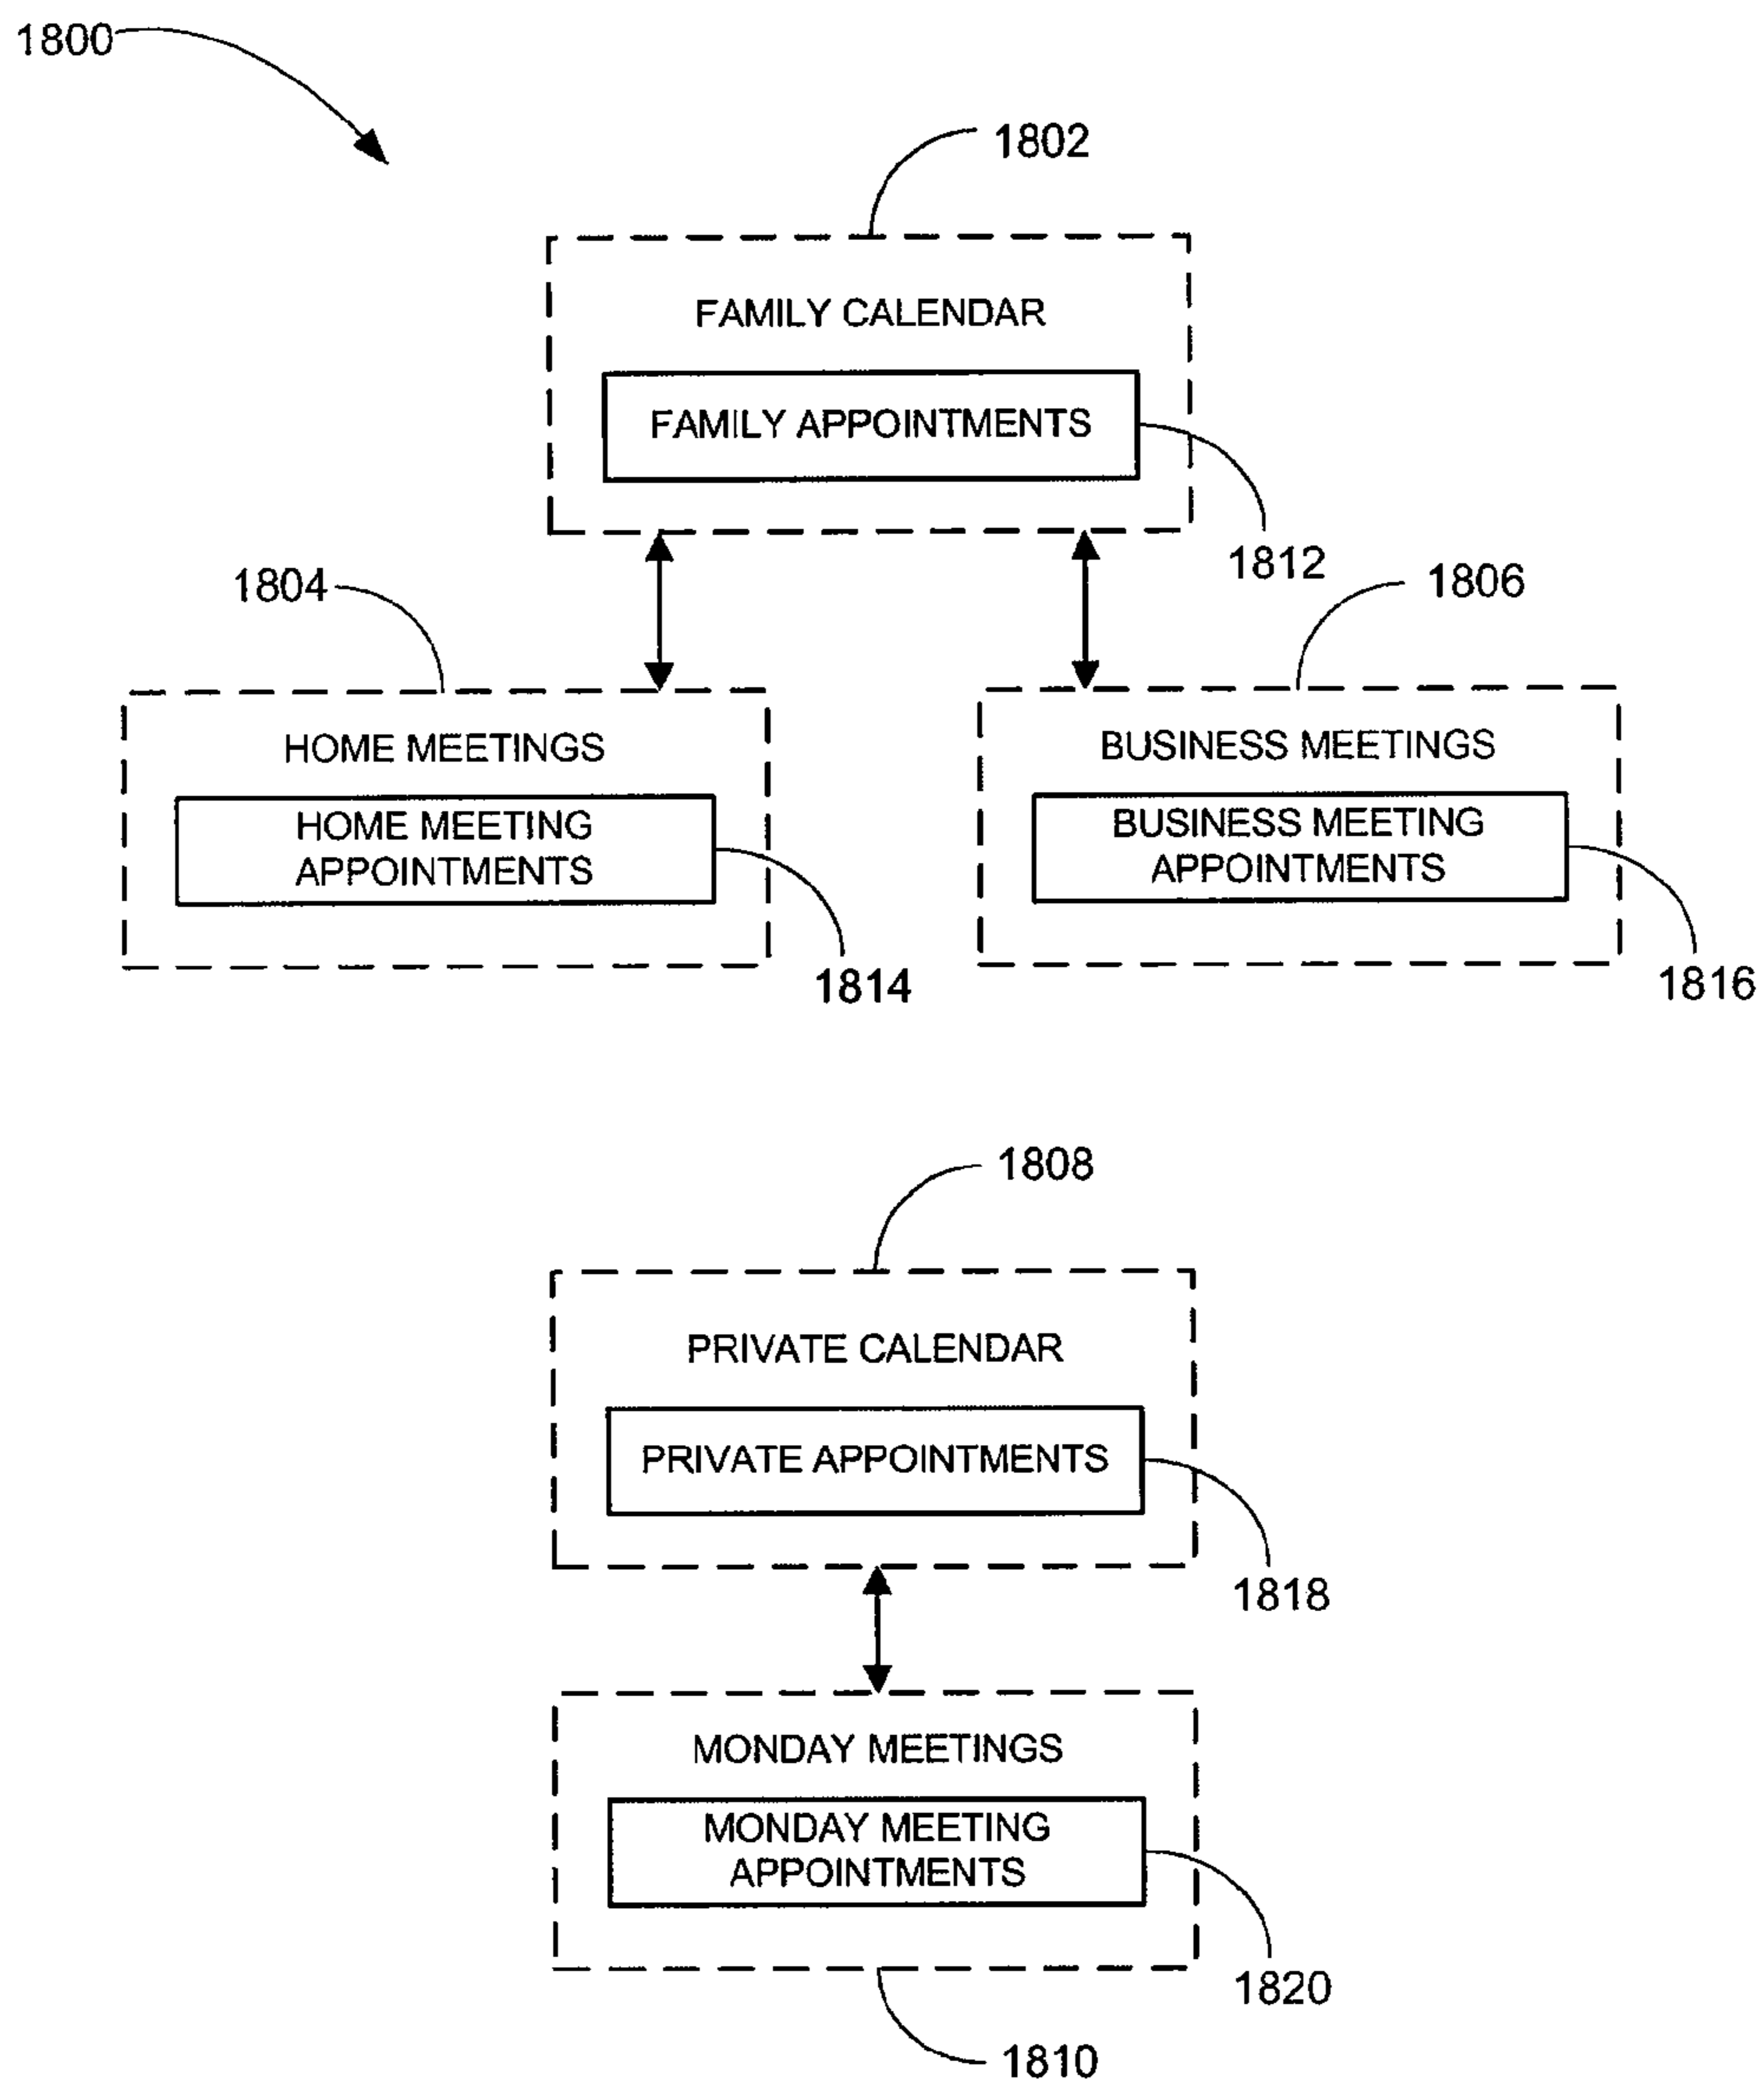 1800
1802
FAMILY CALENDAR
FAMILY APPOINTMENTS
1812
1804
1806
HOME MEETINGS
HOME MEETING
APPOINTMENTS
1814
BUSINESS MEETINGS
BUSINESS MEETING
APPOINTMENTS
1816
1808
PRIVATE CALENDAR
PRIVATE APPOINTMENTS
1818
MONDAY MEETINGS
MONDAY MEETING
APPOINTMENTS
1820
1810